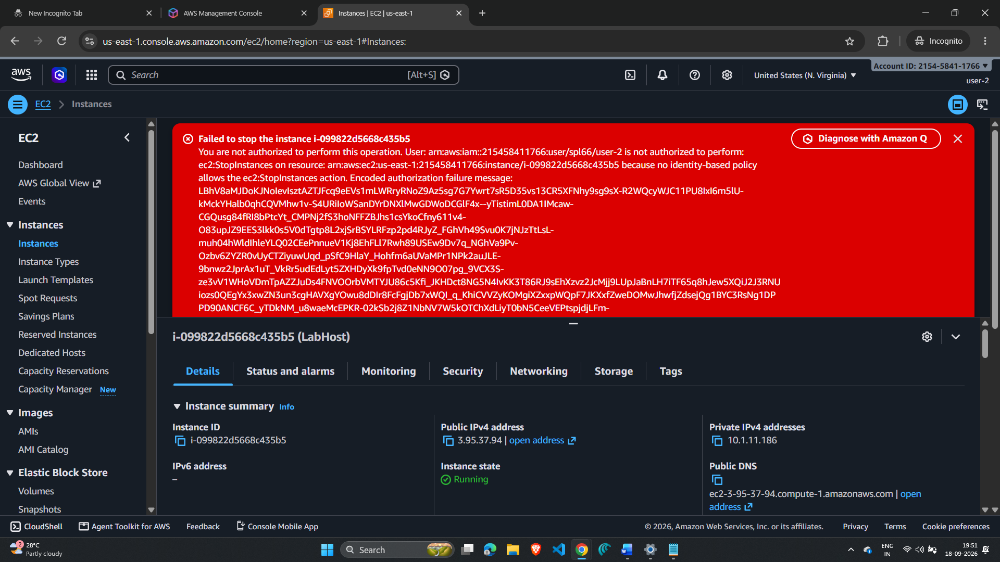 New Incognito Tab
AWS Management Console
Instances | EC2 | us-east-1
us-east-1.console.aws.amazon.com/ec2/home?region=us-east-1#Instances:
Incognito
aws
Search
[Alt+S]
United States (N. Virginia)
Account ID: 2154-5841-1766
user-2
EC2
Instances
EC2
Dashboard
AWS Global View
Events
Instances
Instances
Instance Types
Launch Templates
Spot Requests
Savings Plans
Reserved Instances
Dedicated Hosts
Capacity Reservations
Capacity Manager New
Images
AMIs
AMI Catalog
Elastic Block Store
Volumes
Snapshots
Failed to stop the instance i-099822d5668c435b5
Diagnose with Amazon Q
You are not authorized to perform this operation. User: arn:aws:iam::215458411766:user/spl66/user-2 is not authorized to perform:
ec2:StopInstances on resource: arn:aws:ec2:us-east-1:215458411766:instance/i-099822d5668c435b5 because no identity-based policy
allows the ec2:StopInstances action. Encoded authorization failure message:
LBhV8aMJDoKJNoIevIsztAZTJFcq9eEVs1mLWRryRNoZ9Az5sg7G7Ywrt7sR5D35vs13CR5XFNhy9sg9sX-R2WQcyWJC11PU8IxI6m5lU-
kMckYHalb0qhCQVMhw1v-S4URiIoWSanDYrDNXlMwGDWoDCGlF4x--yTistimL0DA1IMcaw-
CGQusg84fRI8bPtcYt_CMPNj2fS3hoNFFZBJhs1csYkoCfny611v4-
O83upJZ9EES3lkk0s5V0dTgtp8L2xjSrBSYLRFzp2pd4RJyZ_FGhVh49Svu0K7jNJzTtLsL-
muh04hWldIhleYLQ02CEePnnueV1Kj8EhFLl7Rwh89USEw9Dv7q_NGhVa9Pv-
Ozbv6ZYZR0vUyCTZiyuwUqd_pSfC9HlaY_Hohfm6aUVaMPr1NPk2auJLE-
9bnwz2JprAx1uT_VkRr5udEdLyt5ZXHDyXk9fpTvd0eNN9O07pg_9VCX3S-
ze3vV1WHoVDmTpAZZJuDs4FNVOOrbVMTYJU86c5Kfi_JKHDct8NG5N4IvKK3T86RJ9sEhXzvz2JcMjj9LUpJaBnLH7iTF65q8hJew5XQiJ2J3RNU
iozs0QEgYx3xwZN3un3cgHAVXgYOwu8dDIr8FcFgjDb7xWQI_q_KhiCVVZyKOMgiXZxxpWQpF7JKXxfZweDOMwJhwfjZdsejQg1BYC3RsNg1DP
PD90ANCF6C_yTDkNM_u8waeMcEPKR-02kSb2j8Z1NbNV7W5kOTChXdLiyT0bN5CeeVEPtspjdjLFm-
i-099822d5668c435b5 (LabHost)
Details
Status and alarms
Monitoring
Security
Networking
Storage
Tags
Instance summary Info
Instance ID
i-099822d5668c435b5
Public IPv4 address
3.95.37.94 | open address
Private IPv4 addresses
10.1.11.186
IPv6 address
–
Instance state
Running
Public DNS
ec2-3-95-37-94.compute-1.amazonaws.com | open
address
CloudShell
Agent Toolkit for AWS
Feedback
Console Mobile App
© 2026, Amazon Web Services, Inc. or its affiliates.
Privacy
Terms
Cookie preferences
2
28°C
Partly cloudy
Search
ENG
IN
19:51
18-09-2026